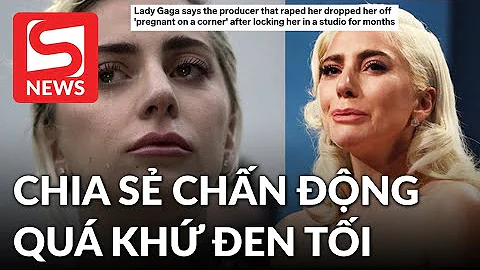 Lady Gaga says the producer that raped her dropped her off
'pregnant on a corner' after locking her in a studio for months
S
NEWS
CHIA SẺ CHẤN ĐỘNG
QUÁ KHỨ ĐEN TỐI